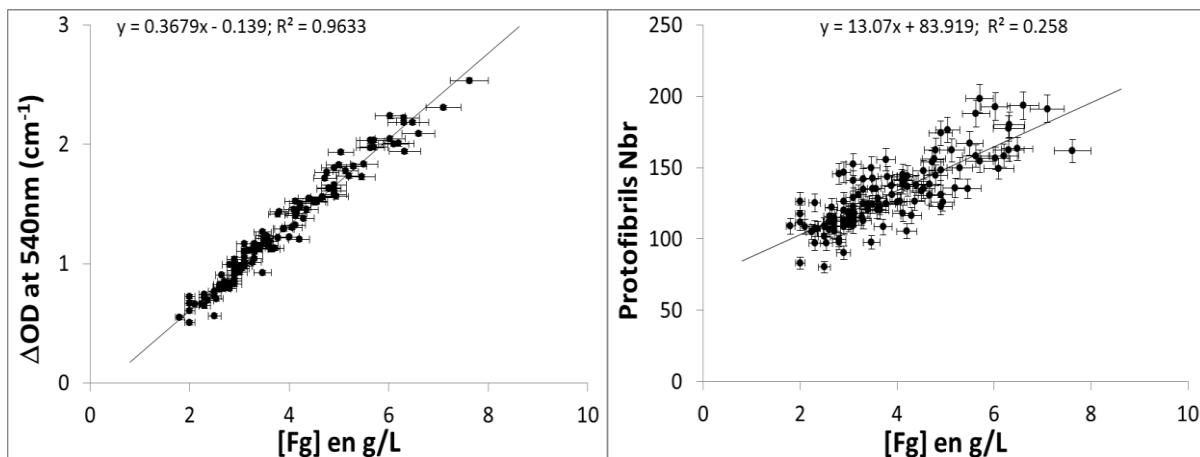 y = 0.3679x - 0.139; R² = 0.9633
3
2
1
0
0 2 4 6 8 10
ΔOD at 540nm (cm⁻¹)
[Fg] en g/L
y = 13.07x + 83.919; R² = 0.258
250
200
150
100
50
0
0 2 4 6 8 10
Protofibrils Nbr
[Fg] en g/L